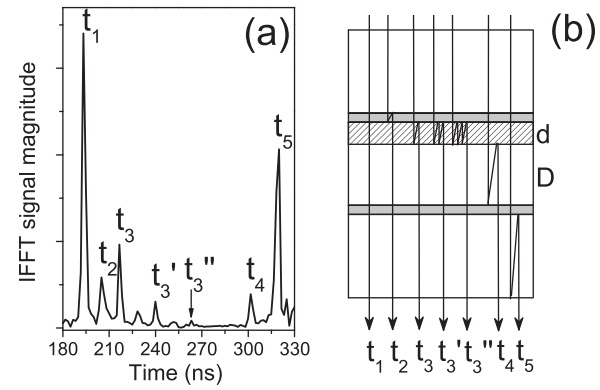 (a)
t₁
t₂
t₃
t₃'
t₃''
t₄
t₅
IFFT signal magnitude
180 210 240 270 300 330
Time (ns)
(b)
d
D
t₁ t₂ t₃ t₃' t₃'' t₄ t₅